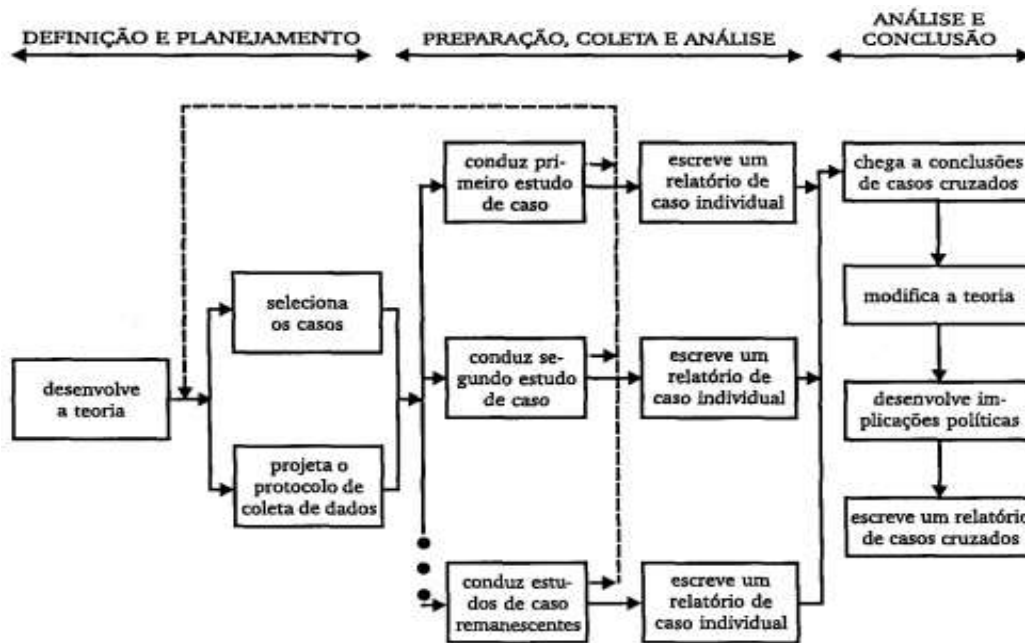 DEFINIÇÃO E PLANEJAMENTO
PREPARAÇÃO, COLETA E ANÁLISE
ANÁLISE E
CONCLUSÃO
desenvolve
a teoria
seleciona
os casos
projeta o
protocolo de
coleta de dados
conduz pri-
meiro estudo
de caso
escreve um
relatório de
caso individual
conduz se-
gundo estudo
de caso
escreve um
relatório de
caso individual
conduz estu-
dos de caso
remanescentes
escreve um
relatório de
caso individual
chega a conclusões
de casos cruzados
modifica a teoria
desenvolve im-
plicações políticas
escreve um relatório
de casos cruzados